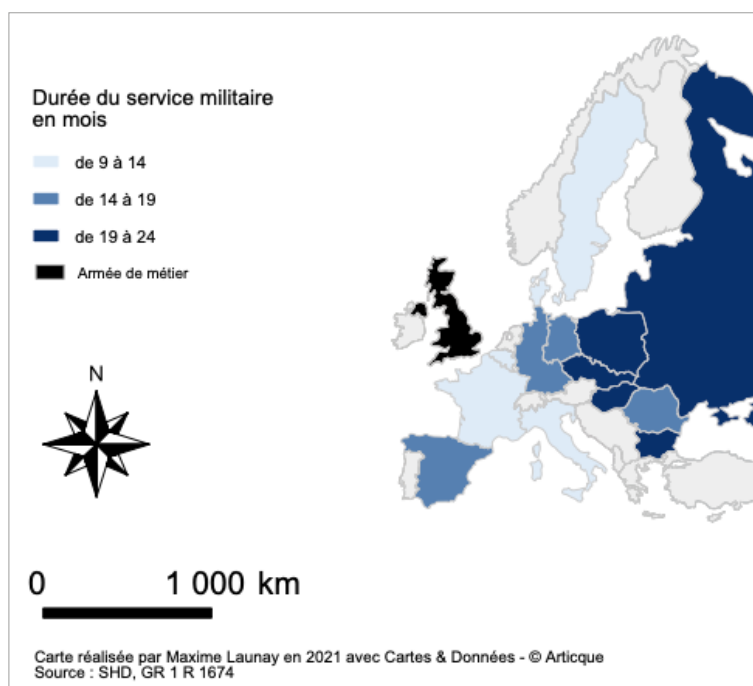 Durée du service militaire
en mois
de 9 à 14
de 14 à 19
de 19 à 24
Armée de métier
N
0 1 000 km
Carte réalisée par Maxime Launay en 2021 avec Cartes & Données - © Articque
Source : SHD, GR 1 R 1674